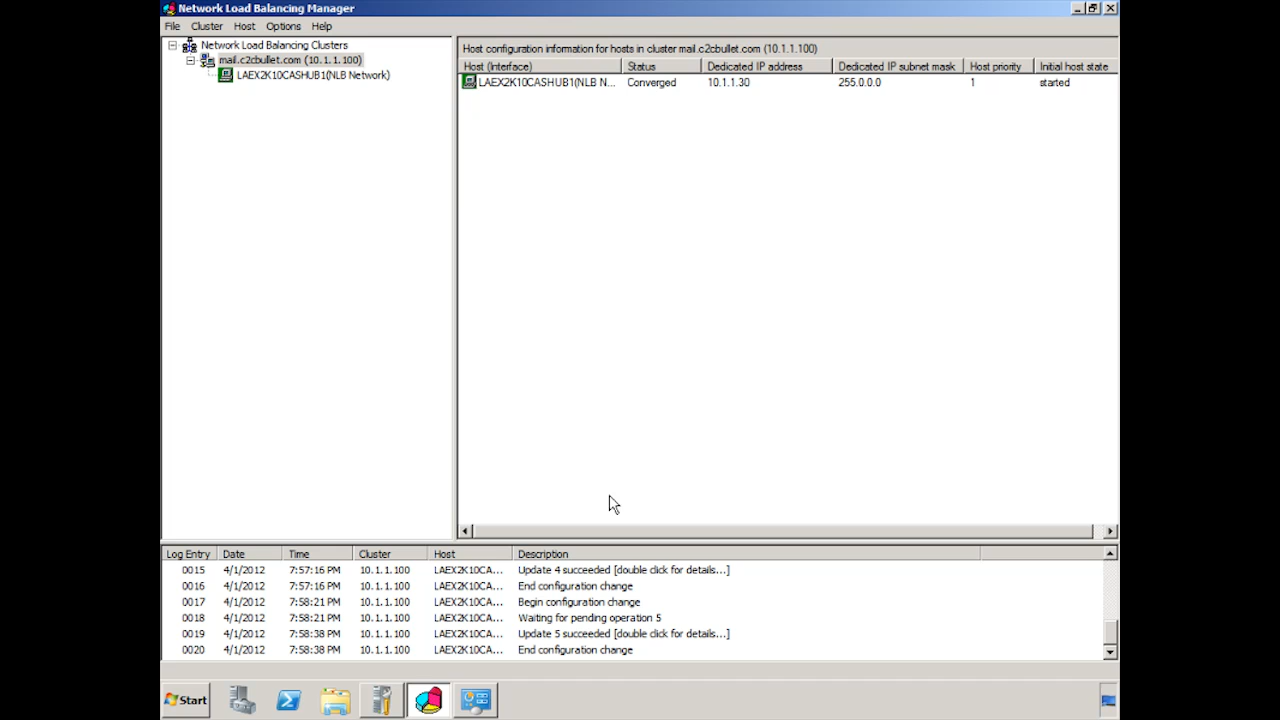 Network Load Balancing Manager
File Cluster Host Options Help
Network Load Balancing Clusters
mail.c2cbullet.com (10.1.1.100)
LAEX2K10CASHUB1(NLB Network)
Host configuration information for hosts in cluster mail.c2cbullet.com (10.1.1.100)
Host (Interface) Status Dedicated IP address Dedicated IP subnet mask Host priority Initial host state
LAEX2K10CASHUB1(NLB N... Converged 10.1.1.30 255.0.0.0 1 started
Log Entry Date Time Cluster Host Description
0015 4/1/2012 7:57:16 PM 10.1.1.100 LAEX2K10CA... Update 4 succeeded [double click for details...]
0016 4/1/2012 7:57:16 PM 10.1.1.100 LAEX2K10CA... End configuration change
0017 4/1/2012 7:58:21 PM 10.1.1.100 LAEX2K10CA... Begin configuration change
0018 4/1/2012 7:58:21 PM 10.1.1.100 LAEX2K10CA... Waiting for pending operation 5
0019 4/1/2012 7:58:38 PM 10.1.1.100 LAEX2K10CA... Update 5 succeeded [double click for details...]
0020 4/1/2012 7:58:38 PM 10.1.1.100 LAEX2K10CA... End configuration change
Start